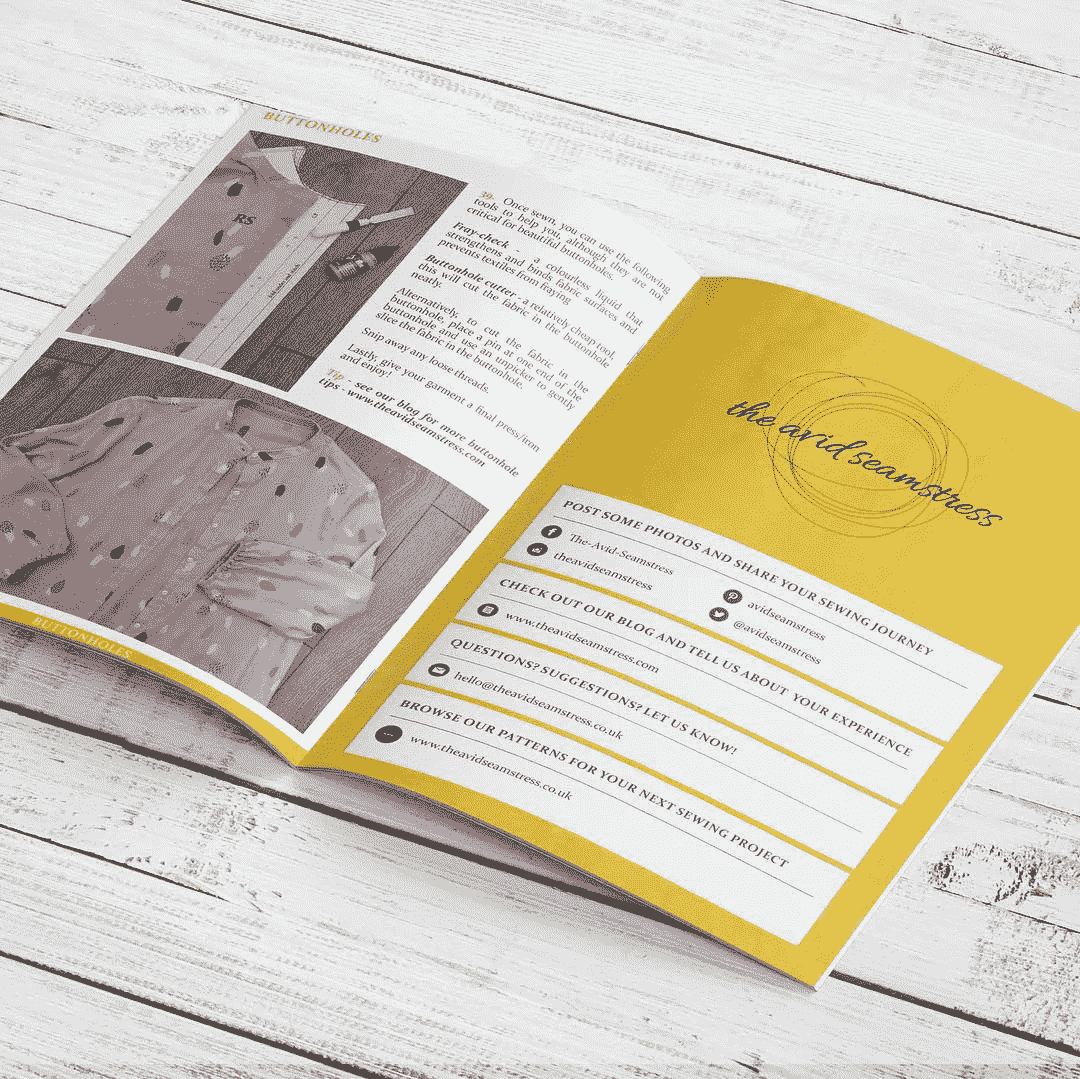 BUTTONHOLES
RS
39. Once sewn, you can use the following
tools to help you, although they are not
critical for beautiful buttonholes.
Fray-check - a colourless liquid that
strengthens and binds fabric surfaces and
prevents textiles from fraying
Buttonhole cutter - a relatively cheap tool,
this will cut the fabric in the buttonhole
neatly.
Alternatively, to cut the fabric in the
buttonhole, place a pin at one end of the
buttonhole and use an unpicker to gently
slice the fabric in the buttonhole.
Snip away any loose threads.
Lastly, give your garment a final press/iron
and enjoy!
Tip - see our blog for more buttonhole
tips - www.theavidseamstress.com
BUTTONHOLES
the avid seamstress
POST SOME PHOTOS AND SHARE YOUR SEWING JOURNEY
The-Avid-Seamstress
theavidseamstress
avidseamstress
@avidseamstress
CHECK OUT OUR BLOG AND TELL US ABOUT YOUR EXPERIENCE
www.theavidseamstress.com
QUESTIONS? SUGGESTIONS? LET US KNOW!
hello@theavidseamstress.co.uk
BROWSE OUR PATTERNS FOR YOUR NEXT SEWING PROJECT
www.theavidseamstress.co.uk